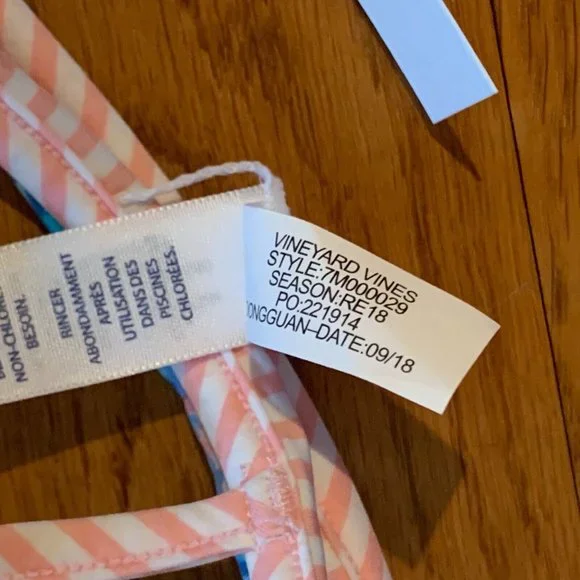 NON-CHLOR
BESOIN.
RINCER
ABONDAMMENT
APRÈS
UTILISATION
DANS DES
PISCINES
CHLORÉES.
VINEYARD VINES
STYLE:7M000029
SEASON:RE18
PO:221914
ONGGUAN-DATE:09/18